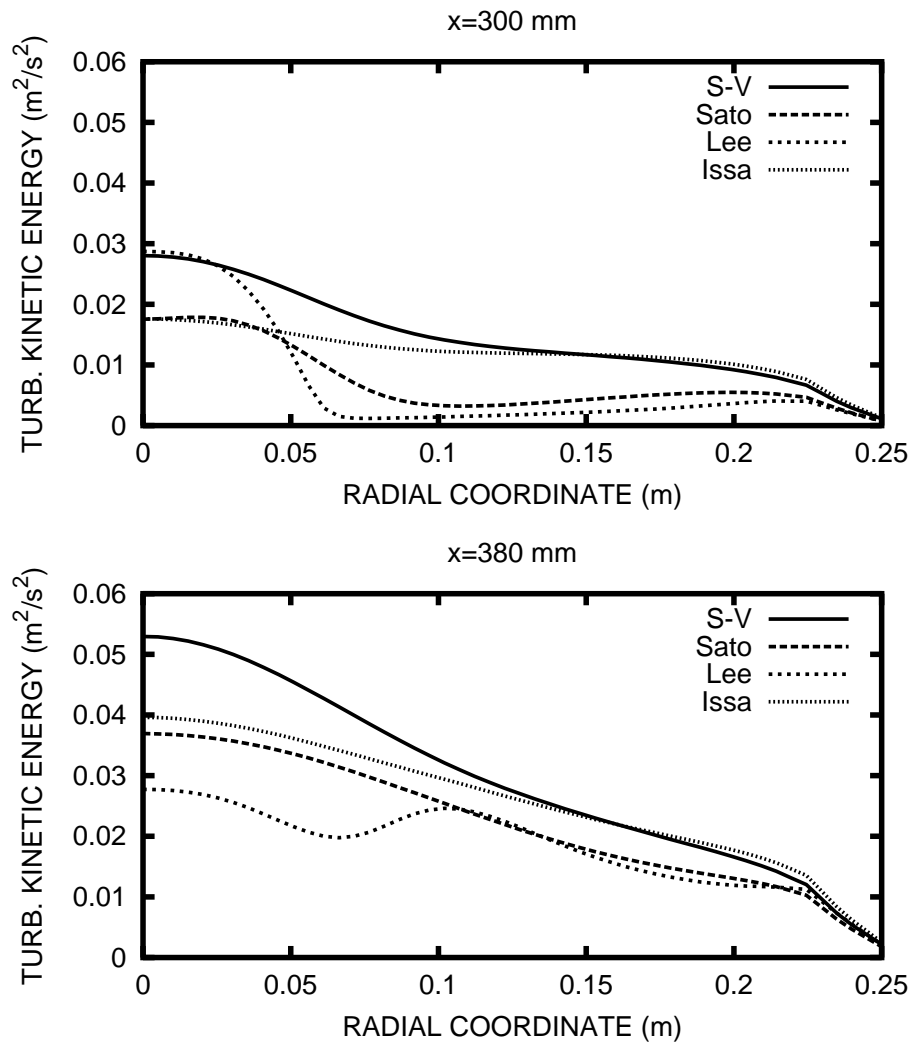 x=300 mm
TURB. KINETIC ENERGY (m²/s²)
0.06
0.05
0.04
0.03
0.02
0.01
0
S-V
Sato
Lee
Issa
0 0.05 0.1 0.15 0.2 0.25
RADIAL COORDINATE (m)
x=380 mm
TURB. KINETIC ENERGY (m²/s²)
0.06
0.05
0.04
0.03
0.02
0.01
0
S-V
Sato
Lee
Issa
0 0.05 0.1 0.15 0.2 0.25
RADIAL COORDINATE (m)